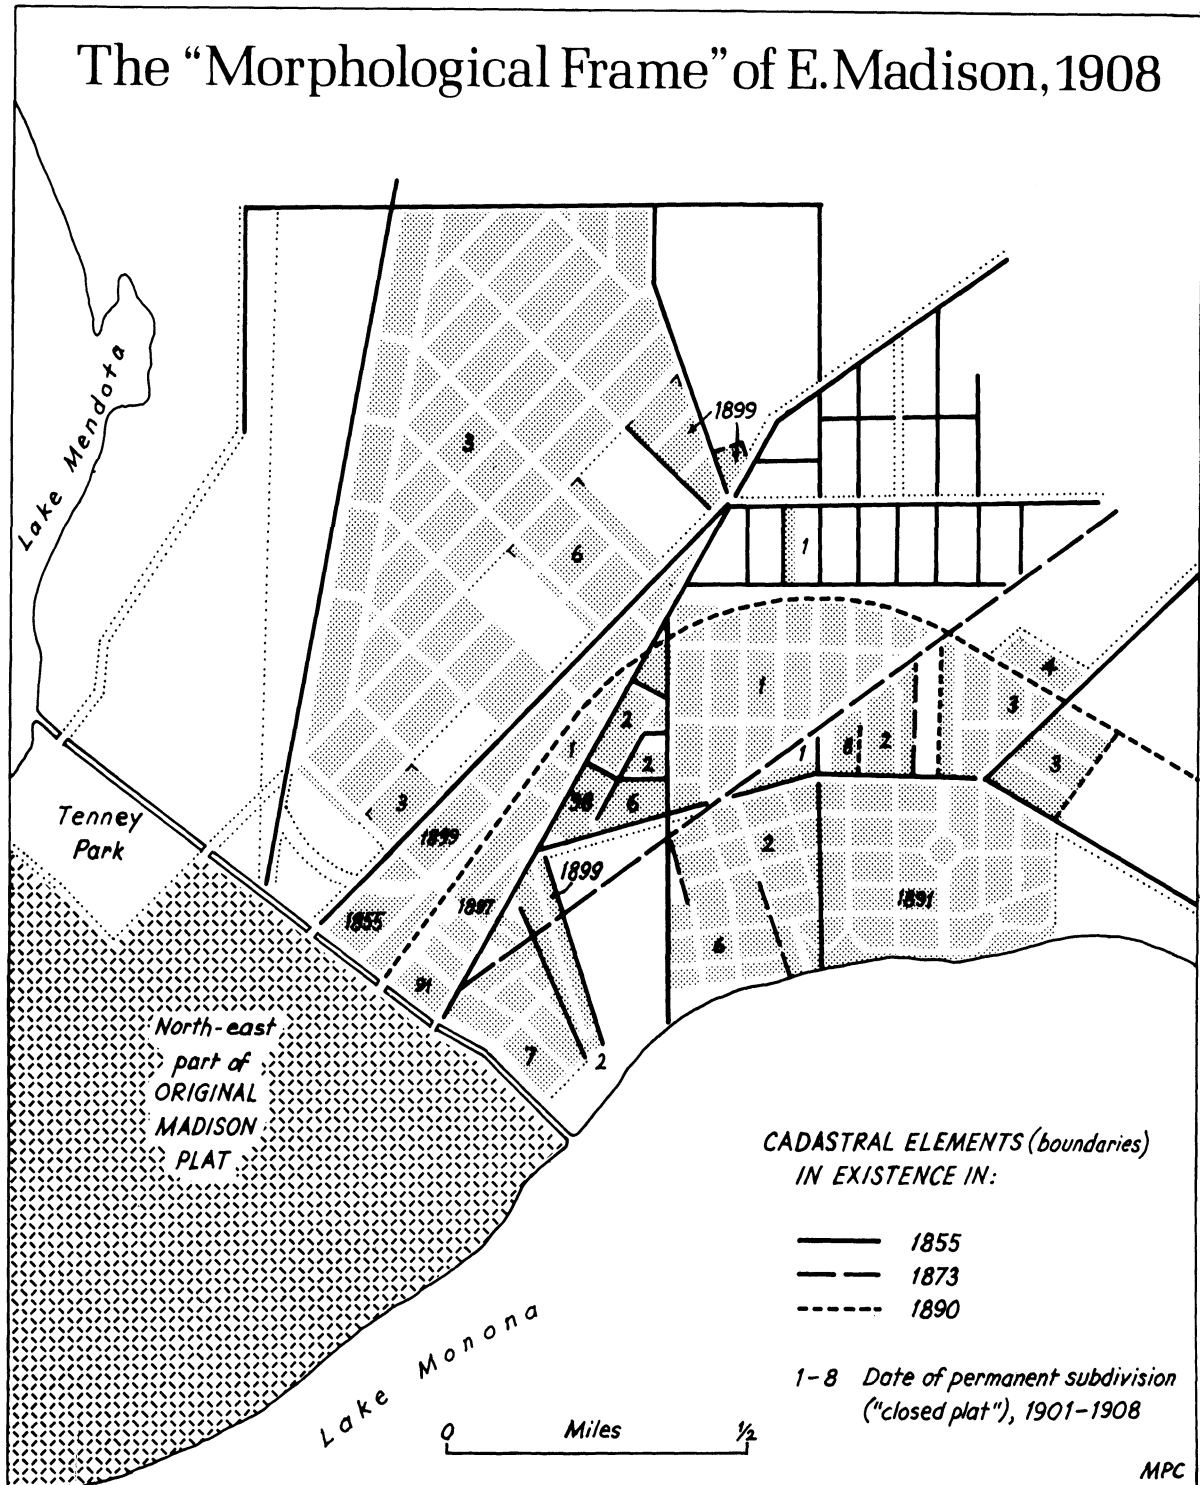 The “Morphological Frame” of E. Madison, 1908
Lake Mendota
1899
3
1
6
4
1
3
2
1
8
2
1
2
3
98
6
3
1899
2
1899
1897
1855
1891
6
91
Tenney
Park
7
2
North-east
part of
ORIGINAL
MADISON
PLAT
CADASTRAL ELEMENTS (boundaries)
IN EXISTENCE IN:
1855
1873
1890
1-8 Date of permanent subdivision
("closed plat"), 1901-1908
Lake Monona
0 Miles ½
MPC